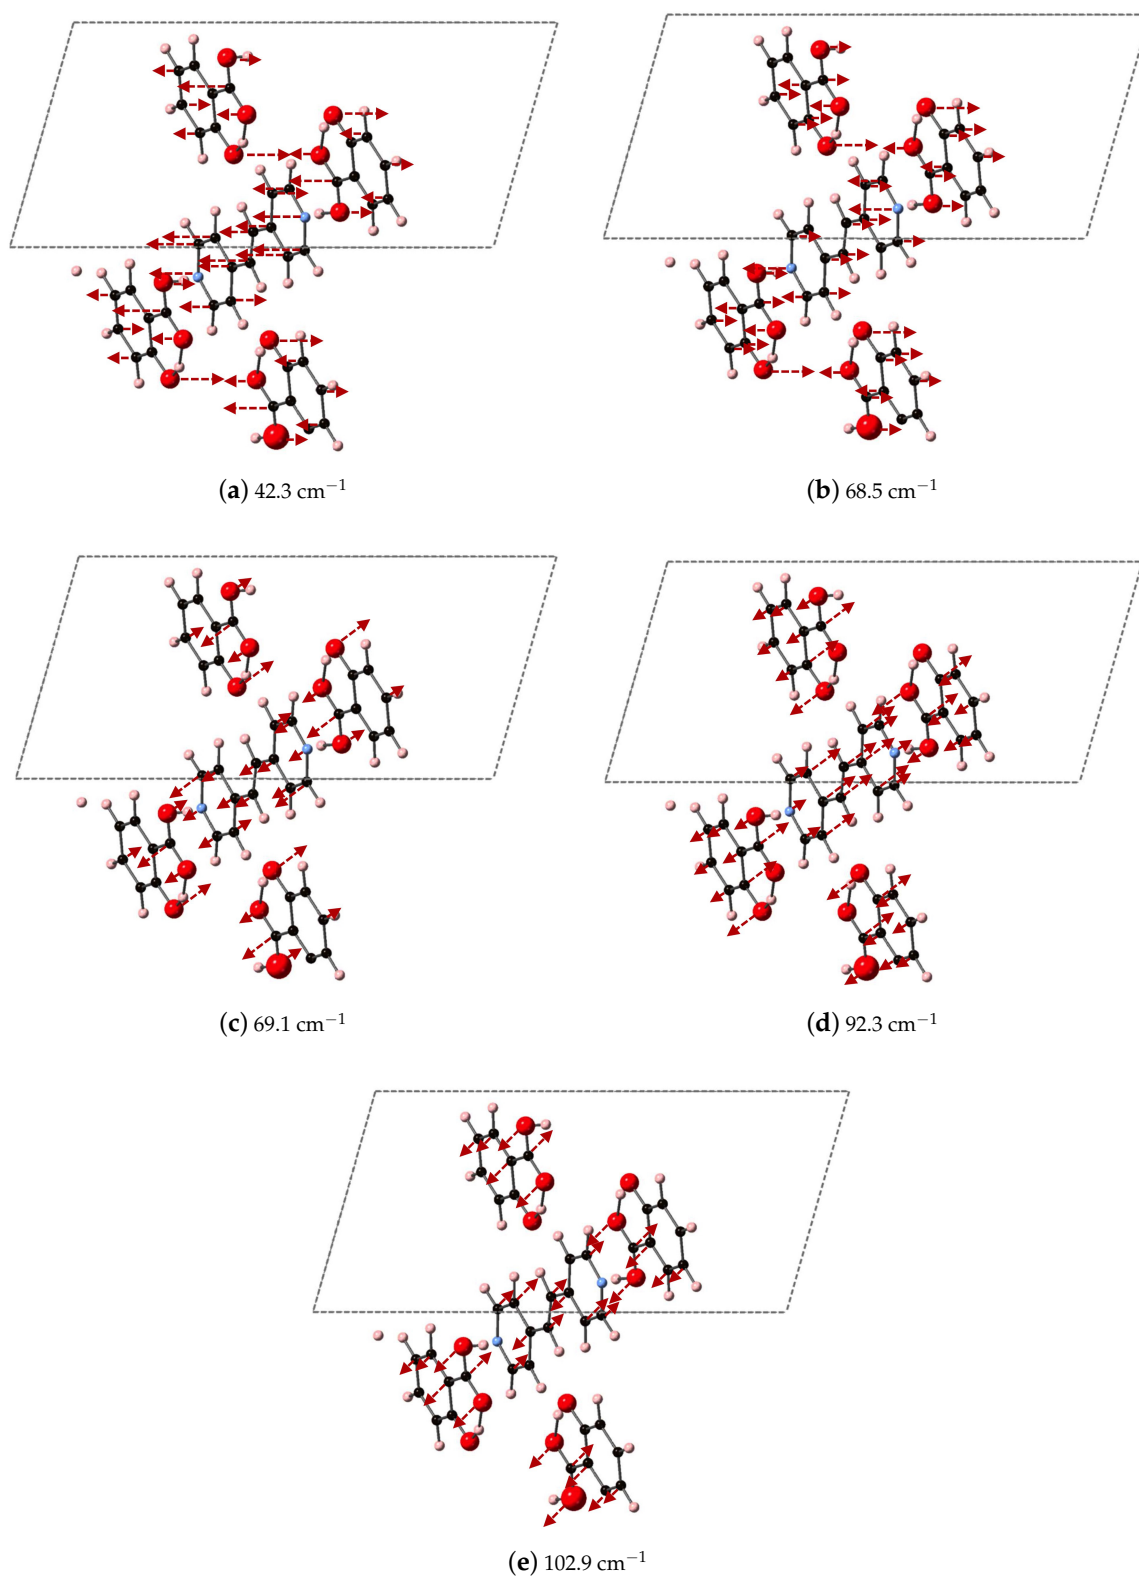 (a) 42.3 cm⁻¹
(b) 68.5 cm⁻¹
(c) 69.1 cm⁻¹
(d) 92.3 cm⁻¹
(e) 102.9 cm⁻¹